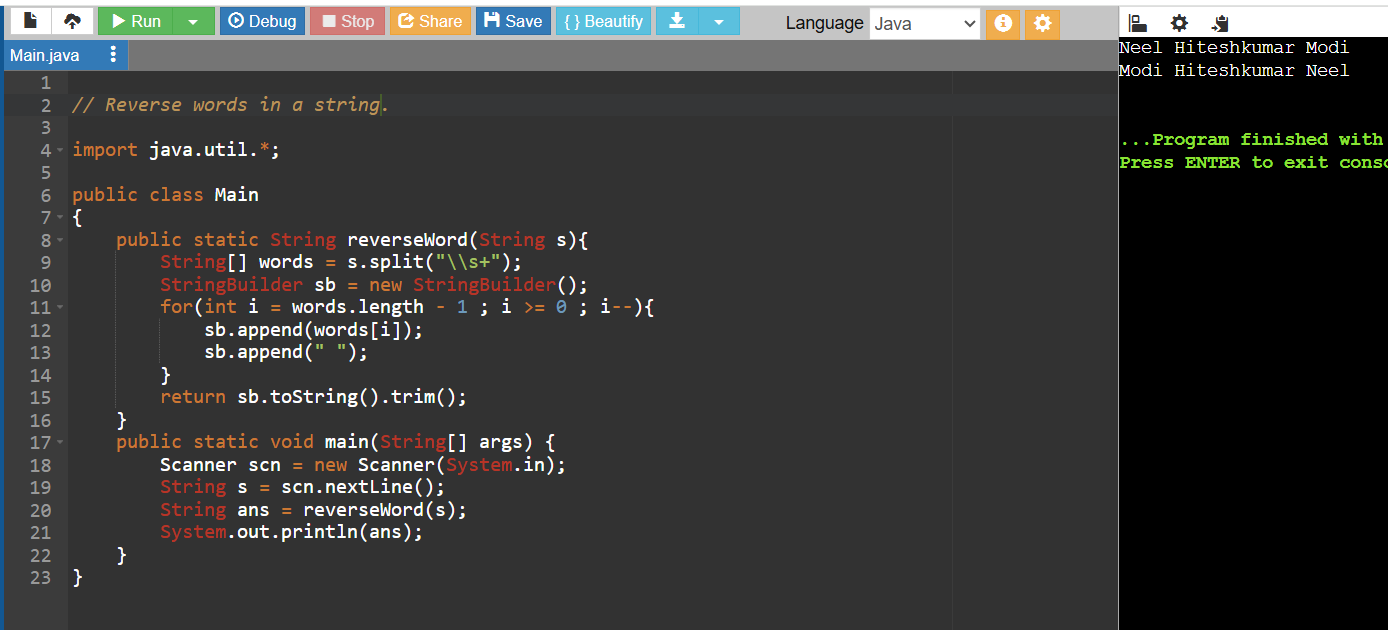 Run Debug Stop Share Save { } Beautify Language Java
Main.java
1
2 // Reverse words in a string.
3
4 import java.util.*;
5
6 public class Main
7 {
8 public static String reverseWord(String s){
9 String[] words = s.split("\\s+");
10 StringBuilder sb = new StringBuilder();
11 for(int i = words.length - 1 ; i >= 0 ; i--){
12 sb.append(words[i]);
13 sb.append(" ");
14 }
15 return sb.toString().trim();
16 }
17 public static void main(String[] args) {
18 Scanner scn = new Scanner(System.in);
19 String s = scn.nextLine();
20 String ans = reverseWord(s);
21 System.out.println(ans);
22 }
23 }
Neel Hiteshkumar Modi
Modi Hiteshkumar Neel
...Program finished with
Press ENTER to exit